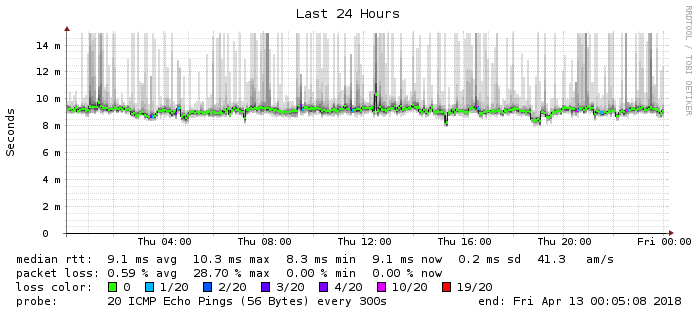 Last 24 Hours
RRDTOOL / TOBI OETIKER
Seconds
14 m
12 m
10 m
8 m
6 m
4 m
2 m
0
Thu 04:00 Thu 08:00 Thu 12:00 Thu 16:00 Thu 20:00 Fri 00:00
median rtt: 9.1 ms avg 10.3 ms max 8.3 ms min 9.1 ms now 0.2 ms sd 41.3 am/s
packet loss: 0.59 % avg 28.70 % max 0.00 % min 0.00 % now
loss color: 0 1/20 2/20 3/20 4/20 10/20 19/20
probe: 20 ICMP Echo Pings (56 Bytes) every 300s end: Fri Apr 13 00:05:08 2018